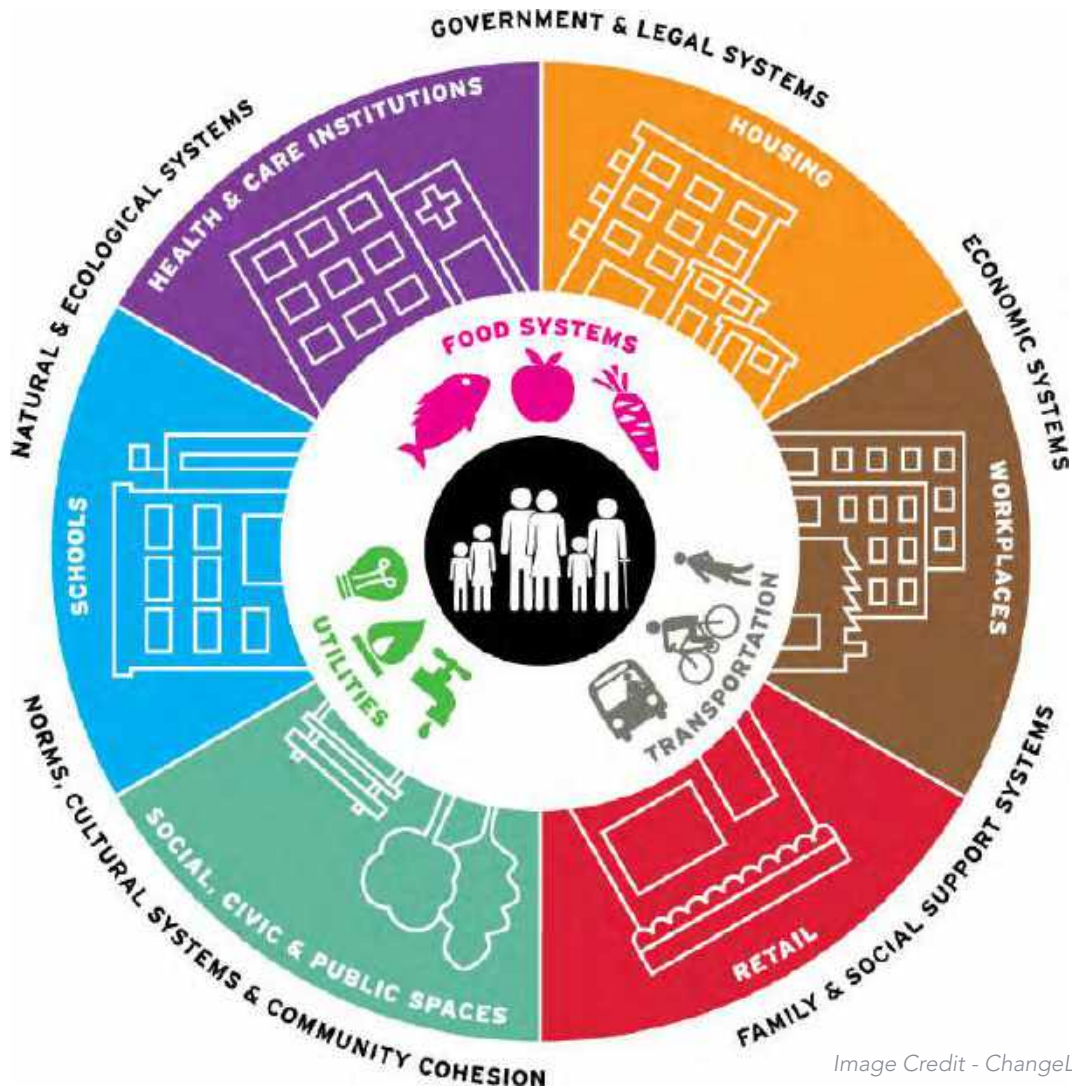 GOVERNMENT & LEGAL SYSTEMS
NATURAL & ECOLOGICAL SYSTEMS
HEALTH & CARE INSTITUTIONS
HOUSING
ECONOMIC SYSTEMS
FOOD SYSTEMS
SCHOOLS
WORKPLACES
UTILITIES
TRANSPORTATION
NORMS, CULTURAL SYSTEMS & COMMUNITY COHESION
SOCIAL, CIVIC & PUBLIC SPACES
RETAIL
FAMILY & SOCIAL SUPPORT SYSTEMS
Image Credit - ChangeL